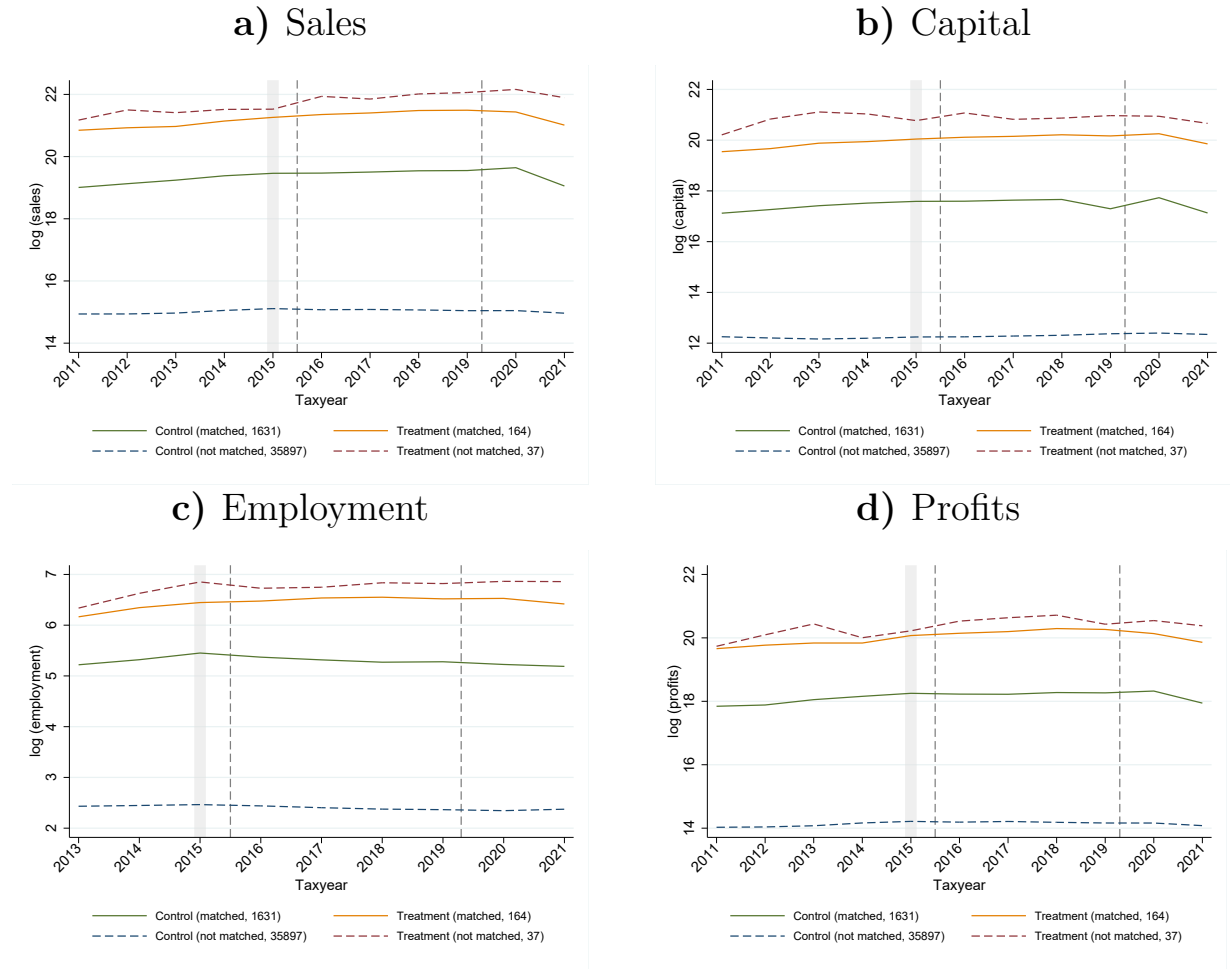 a) Sales
log (sales)
22
20
18
16
14
2011 2012 2013 2014 2015 2016 2017 2018 2019 2020 2021
Taxyear
Control (matched, 1631) Treatment (matched, 164)
Control (not matched, 35897) Treatment (not matched, 37)
b) Capital
log (capital)
22
20
18
16
14
12
2011 2012 2013 2014 2015 2016 2017 2018 2019 2020 2021
Taxyear
Control (matched, 1631) Treatment (matched, 164)
Control (not matched, 35897) Treatment (not matched, 37)
c) Employment
log (employment)
7
6
5
4
3
2
2013 2014 2015 2016 2017 2018 2019 2020 2021
Taxyear
Control (matched, 1631) Treatment (matched, 164)
Control (not matched, 35897) Treatment (not matched, 37)
d) Profits
log (profits)
22
20
18
16
14
2011 2012 2013 2014 2015 2016 2017 2018 2019 2020 2021
Taxyear
Control (matched, 1631) Treatment (matched, 164)
Control (not matched, 35897) Treatment (not matched, 37)